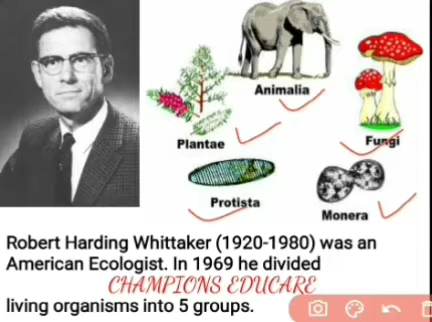 Animalia
Plantae
Fungi
Protista
Monera
Robert Harding Whittaker (1920-1980) was an
American Ecologist. In 1969 he divided
CHAMPIONS EDUCARE
living organisms into 5 groups.